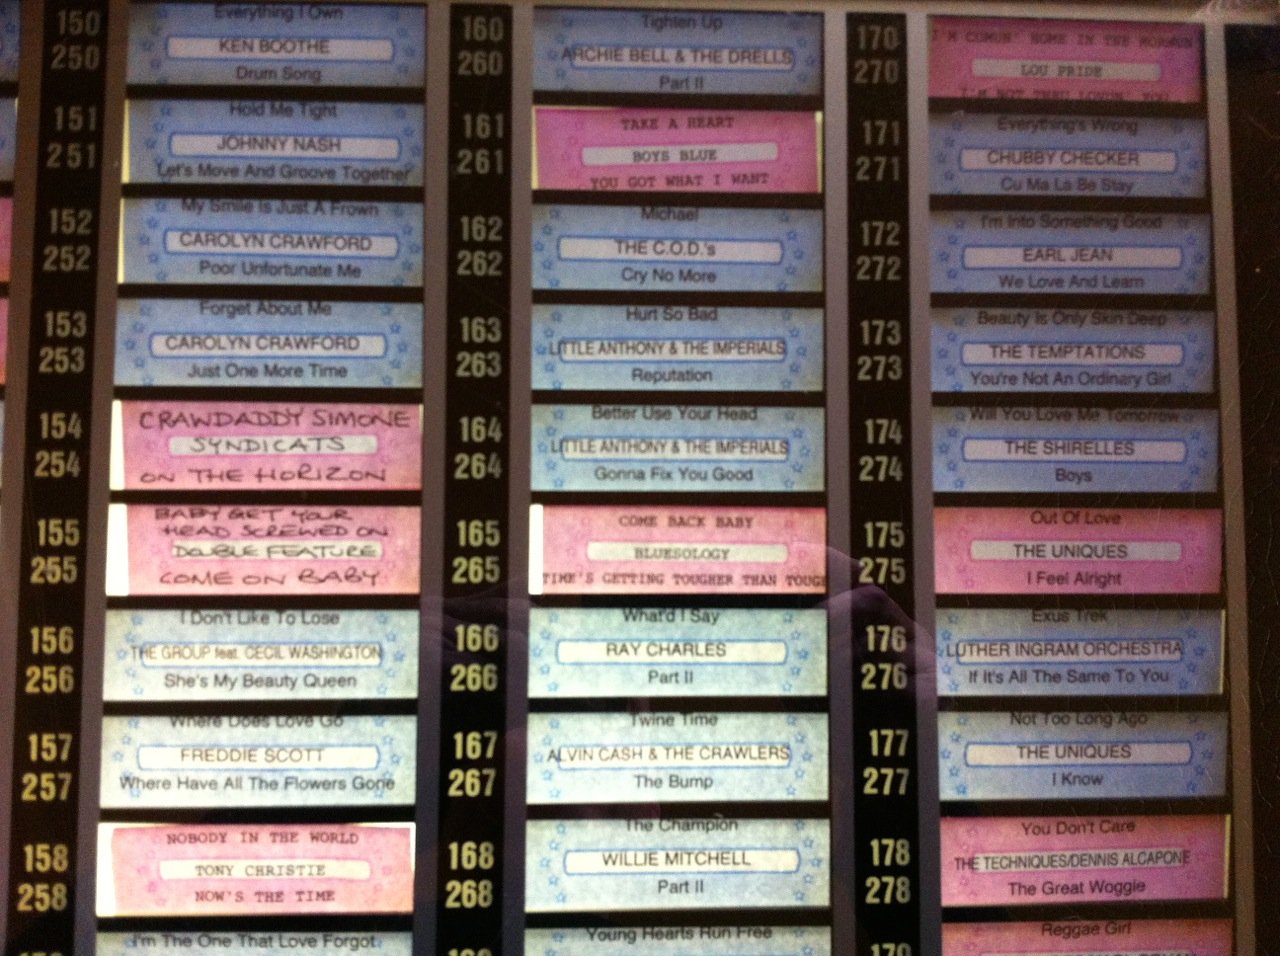 150
250
Everything I Own
KEN BOOTHE
Drum Song
151
251
Hold Me Tight
JOHNNY NASH
Let's Move And Groove Together
152
252
My Smile Is Just A Frown
CAROLYN CRAWFORD
Poor Unfortunate Me
153
253
Forget About Me
CAROLYN CRAWFORD
Just One More Time
154
254
CRAWDADDY SIMONE
SYNDICATS
ON THE HORIZON
155
255
BABY GET YOUR
HEAD SCREWED ON
DOUBLE FEATURE
COME ON BABY
156
256
I Don't Like To Lose
THE GROUP feat. CECIL WASHINGTON
She's My Beauty Queen
157
257
Where Does Love Go
FREDDIE SCOTT
Where Have All The Flowers Gone
158
258
NOBODY IN THE WORLD
TONY CHRISTIE
NOW'S THE TIME
I'm The One That Love Forgot
160
260
Tighten Up
ARCHIE BELL & THE DRELLS
Part II
161
261
TAKE A HEART
BOYS BLUE
YOU GOT WHAT I WANT
162
262
Michael
THE C.O.D.'s
Cry No More
163
263
Hurt So Bad
LITTLE ANTHONY & THE IMPERIALS
Reputation
164
264
Better Use Your Head
LITTLE ANTHONY & THE IMPERIALS
Gonna Fix You Good
165
265
COME BACK BABY
BLUESOLOGY
TIME'S GETTING TOUGHER THAN TOUGH
166
266
What'd I Say
RAY CHARLES
Part II
167
267
Twine Time
ALVIN CASH & THE CRAWLERS
The Bump
168
268
The Champion
WILLIE MITCHELL
Part II
Young Hearts Run Free
170
270
I'M COMUN' HOME IN THE MORNUN
LOU PRIDE
I'M NOT THRU LOVUN' YOU
171
271
Everything's Wrong
CHUBBY CHECKER
Cu Ma La Be Stay
172
272
I'm Into Something Good
EARL JEAN
We Love And Learn
173
273
Beauty Is Only Skin Deep
THE TEMPTATIONS
You're Not An Ordinary Girl
174
274
Will You Love Me Tomorrow
THE SHIRELLES
Boys
175
275
Out Of Love
THE UNIQUES
I Feel Alright
176
276
Exus Trek
LUTHER INGRAM ORCHESTRA
If It's All The Same To You
177
277
Not Too Long Ago
THE UNIQUES
I Know
178
278
You Don't Care
THE TECHNIQUES/DENNIS ALCAPONE
The Great Woggie
179
Reggae Girl